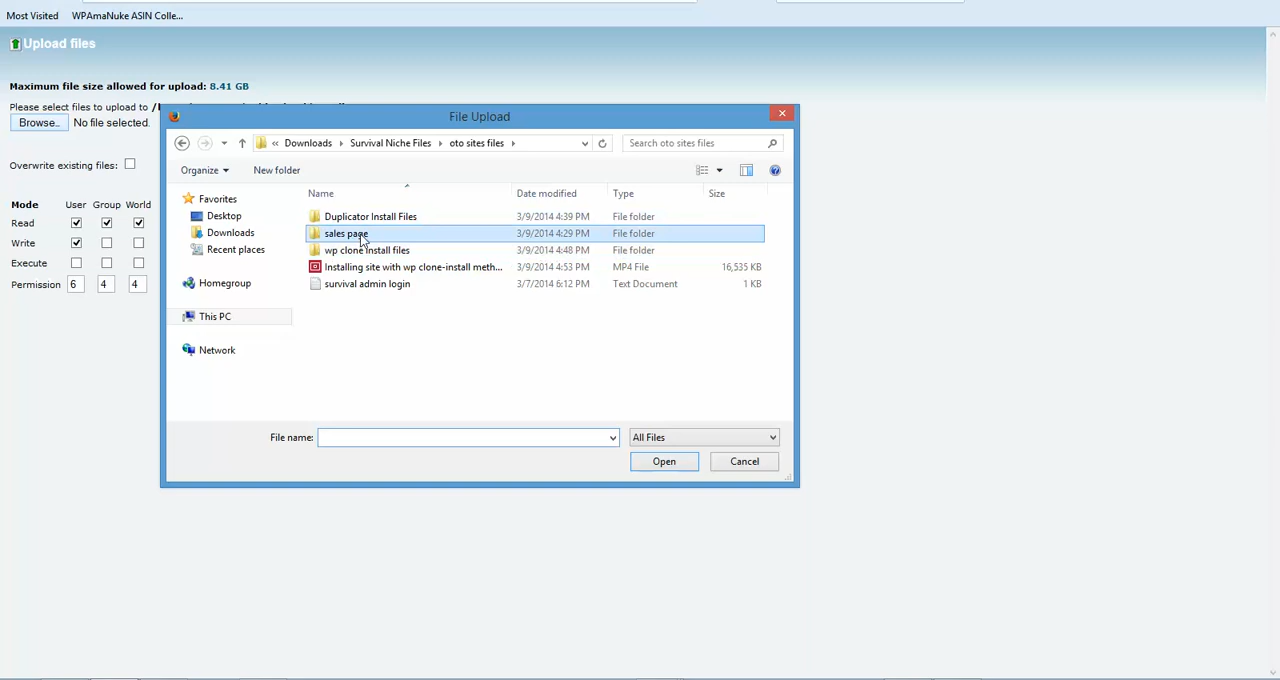 Most Visited WPAmaNuke ASIN Colle...
Upload files
Maximum file size allowed for upload: 8.41 GB
Please select files to upload to
Browse... No file selected.
Overwrite existing files:
Mode User Group World
Read
Write
Execute
Permission 6 4 4
File Upload
« Downloads Survival Niche Files oto sites files
Search oto sites files
Organize New folder
Favorites
Desktop
Downloads
Recent places
Homegroup
This PC
Network
Name Date modified Type Size
Duplicator Install Files 3/9/2014 4:39 PM File folder
sales page 3/9/2014 4:29 PM File folder
wp clone install files 3/9/2014 4:48 PM File folder
Installing site with wp clone-install meth... 3/9/2014 4:53 PM MP4 File 16,535 KB
survival admin login 3/7/2014 6:12 PM Text Document 1 KB
File name: All Files
Open Cancel